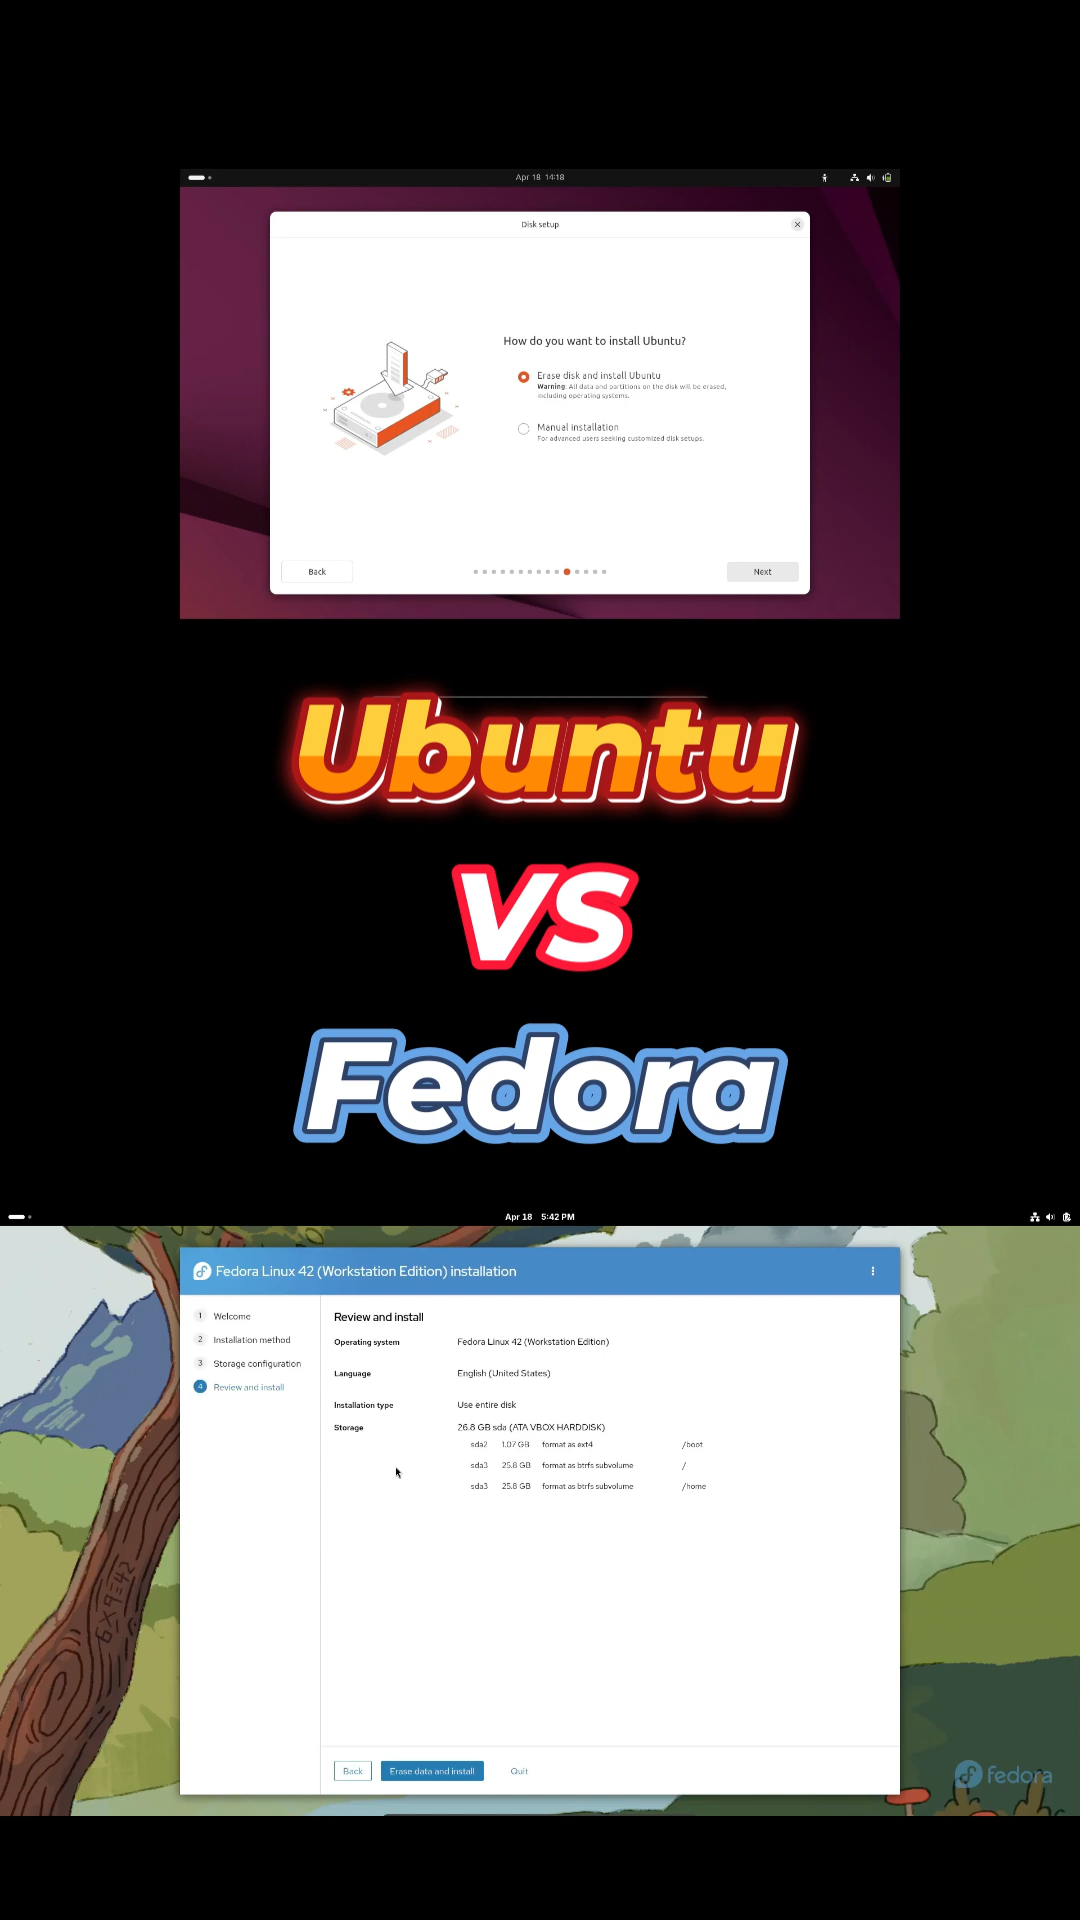 Apr 18 14:18
Disk setup
How do you want to install Ubuntu?
Erase disk and install Ubuntu
Warning: All data and partitions on the disk will be erased,
including operating systems.
Manual installation
For advanced users seeking customized disk setups.
Back
Next
Ubuntu
VS
Fedora
Apr 18 5:42 PM
Fedora Linux 42 (Workstation Edition) installation
1 Welcome
2 Installation method
3 Storage configuration
4 Review and install
Review and install
Operating system Fedora Linux 42 (Workstation Edition)
Language English (United States)
Installation type Use entire disk
Storage 26.8 GB sda (ATA VBOX HARDDISK)
sda2 1.07 GB format as ext4 /boot
sda3 25.8 GB format as btrfs subvolume /
sda3 25.8 GB format as btrfs subvolume /home
6×9=42
Back Erase data and install Quit
fedora